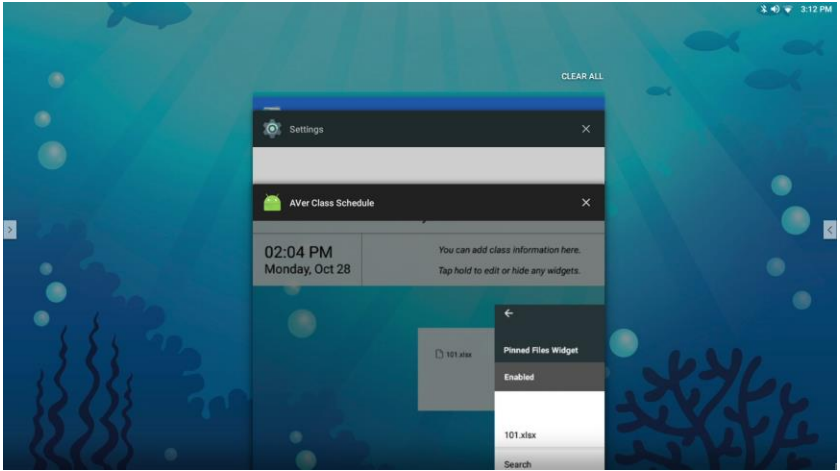 3:12 PM
CLEAR ALL
Settings
AVer Class Schedule
02:04 PM
Monday, Oct 28
You can add class information here.
Tap hold to edit or hide any widgets.
101.xlsx
Pinned Files Widget
Enabled
101.xlsx
Search